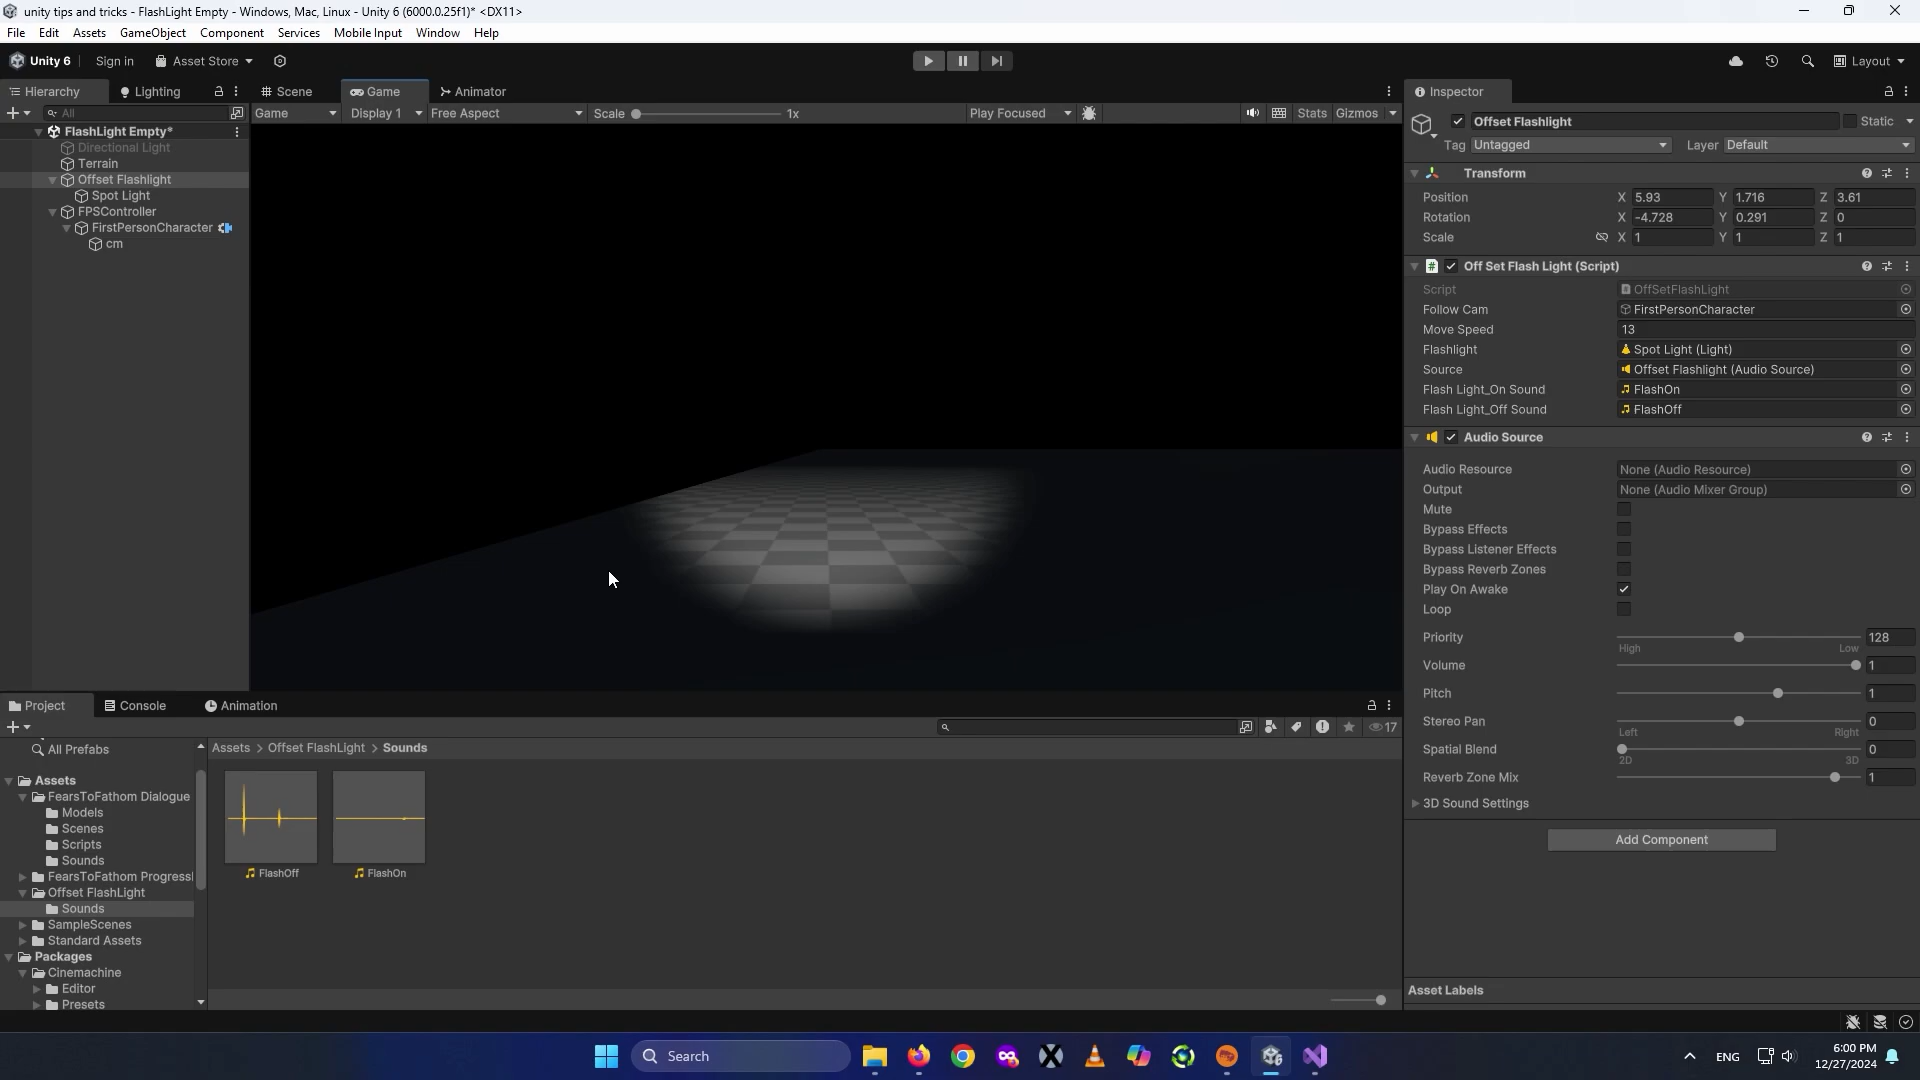 unity tips and tricks - FlashLight Empty - Windows, Mac, Linux - Unity 6 (6000.0.25f1)* <DX11>
File Edit Assets GameObject Component Services Mobile Input Window Help
Unity 6 Sign in Asset Store Layout
Hierarchy Lighting Scene Game Animator Inspector
All Game Display 1 Free Aspect Scale 1x Play Focused Stats Gizmos
Offset Flashlight Static
Tag Untagged Layer Default
FlashLight Empty*
Directional Light
Terrain
Offset Flashlight
Spot Light
FPSController
FirstPersonCharacter
cm
Transform
Position X 5.93 Y 1.716 Z 3.61
Rotation X -4.728 Y 0.291 Z 0
Scale X 1 Y 1 Z 1
Off Set Flash Light (Script)
Script OffSetFlashLight
Follow Cam FirstPersonCharacter
Move Speed 13
Flashlight Spot Light (Light)
Source Offset Flashlight (Audio Source)
Flash Light_On Sound FlashOn
Flash Light_Off Sound FlashOff
Audio Source
Audio Resource None (Audio Resource)
Output None (Audio Mixer Group)
Mute
Bypass Effects
Bypass Listener Effects
Bypass Reverb Zones
Play On Awake
Loop
Priority 128
High Low
Volume 1
Pitch 1
Stereo Pan 0
Left Right
Spatial Blend 0
2D 3D
Reverb Zone Mix 1
3D Sound Settings
Add Component
Asset Labels
Project Console Animation
17
All Prefabs
Assets
FearsToFathom Dialogue
Models
Scenes
Scripts
Sounds
FearsToFathom Progressi
Offset FlashLight
Sounds
SampleScenes
Standard Assets
Packages
Cinemachine
Editor
Presets
Assets > Offset FlashLight > Sounds
FlashOff FlashOn
Search
ENG
6:00 PM
12/27/2024